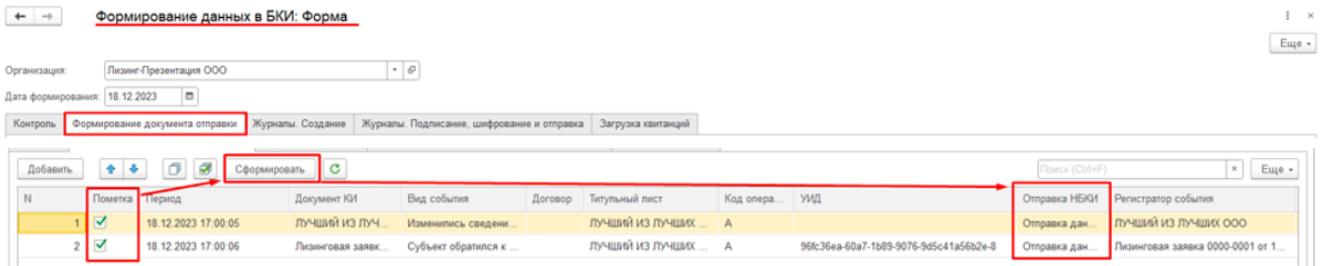 Формирование данных в БКИ: Форма
Еще
Организация: Лизинг-Презентация ООО
Дата формирования: 18.12.2023
Контроль Формирование документа отправки Журналы. Создание Журналы. Подписание, шифрование и отправка Загрузка квитанций
Добавить Сформировать Поиск (Ctrl+F) × Еще
N Пометка Период Документ КИ Вид события Договор Титульный лист Код опера... УИД Отправка НБКИ Регистратор события
1 18.12.2023 17:00:05 ЛУЧШИЙ ИЗ ЛУЧ... Изменились сведени... ЛУЧШИЙ ИЗ ЛУЧШИХ ... А Отправка дан... ЛУЧШИЙ ИЗ ЛУЧШИХ ООО
2 18.12.2023 17:00:06 Лизинговая заявк... Субъект обратился к ... ЛУЧШИЙ ИЗ ЛУЧШИХ ... А 96fc36ea-60a7-1b89-9076-9d5c41a56b2e-8 Отправка дан... Лизинговая заявка 0000-0001 от 1...